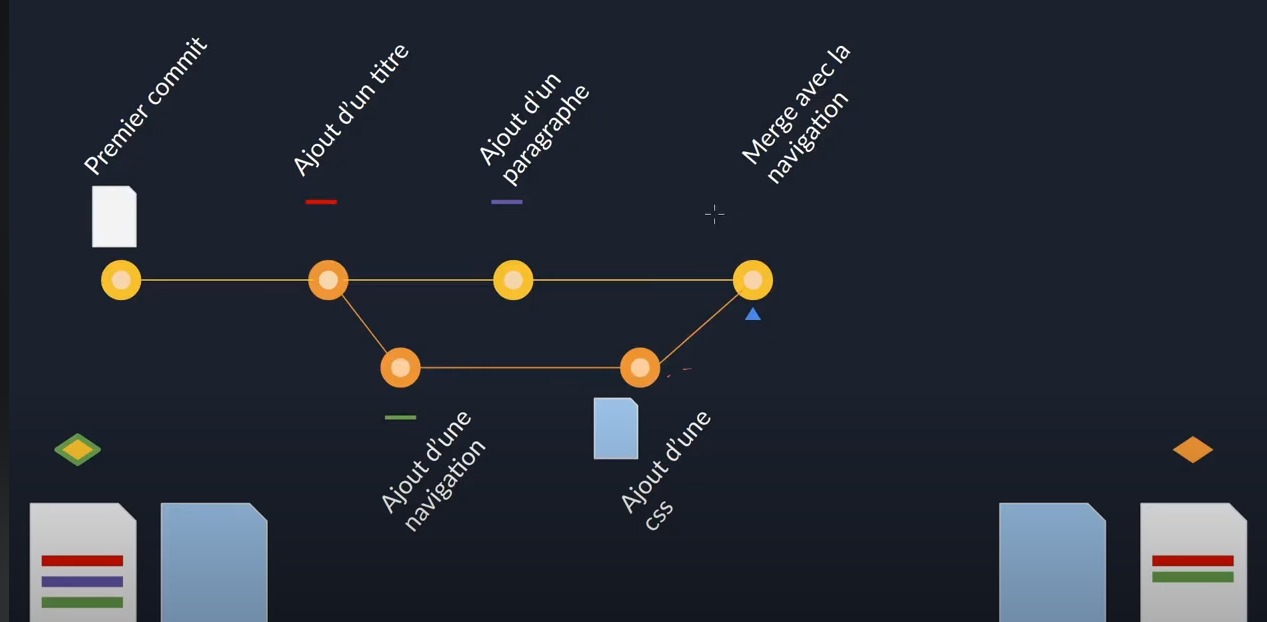 Premier commit
Ajout d’un titre
Ajout d’un
paragraphe
Merge avec la
navigation
Ajout d’une
navigation
Ajout d’une
css